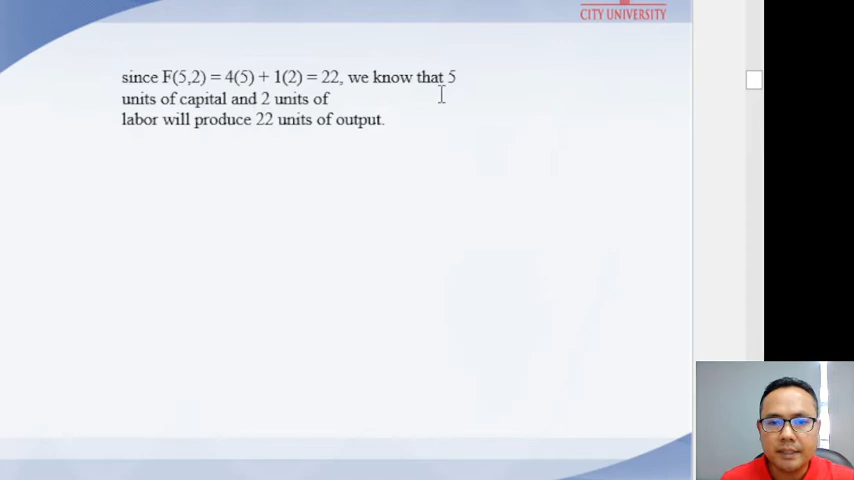 CITY UNIVERSITY
since F(5,2) = 4(5) + 1(2) = 22, we know that 5
units of capital and 2 units of
labor will produce 22 units of output.